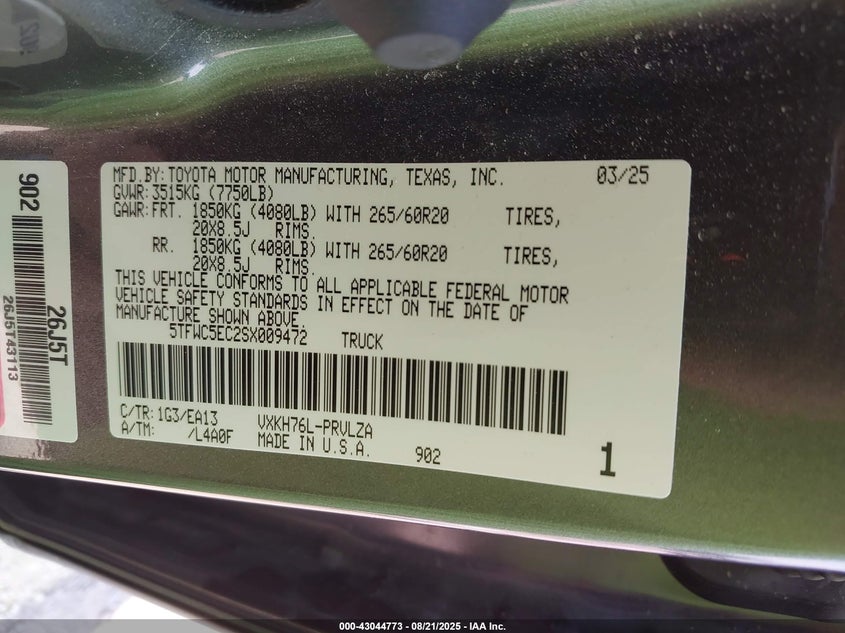 MFD.BY: TOYOTA MOTOR MANUFACTURING, TEXAS, INC. 03/25
GVWR: 3515KG (7750LB)
GAWR: FRT. 1850KG (4080LB) WITH 265/60R20 TIRES,
20X8.5J RIMS.
RR. 1850KG (4080LB) WITH 265/60R20 TIRES,
20X8.5J RIMS.
THIS VEHICLE CONFORMS TO ALL APPLICABLE FEDERAL MOTOR
VEHICLE SAFETY STANDARDS IN EFFECT ON THE DATE OF
MANUFACTURE SHOWN ABOVE.
5TFWC5EC2SX009472 TRUCK
C/TR: 1G3/EA13 VXKH76L-PRVLZA
A/TM: /L4A0F MADE IN U.S.A. 902 1
902
26J5T
26J5T43113
000-43044773 - 08/21/2025 - IAA Inc.